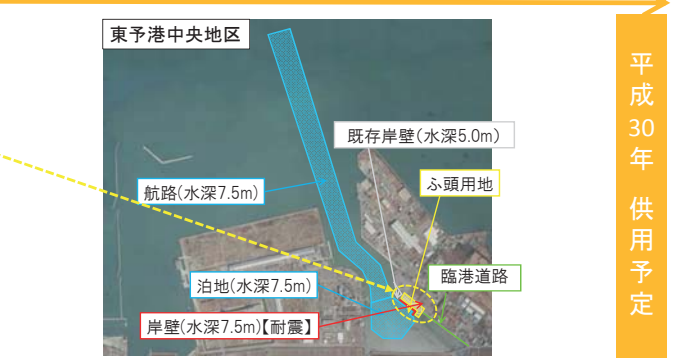 東予港中央地区
既存岸壁(水深5.0m)
ふ頭用地
航路(水深7.5m)
臨港道路
泊地(水深7.5m)
岸壁(水深7.5m)【耐震】
平成30年 供用予定